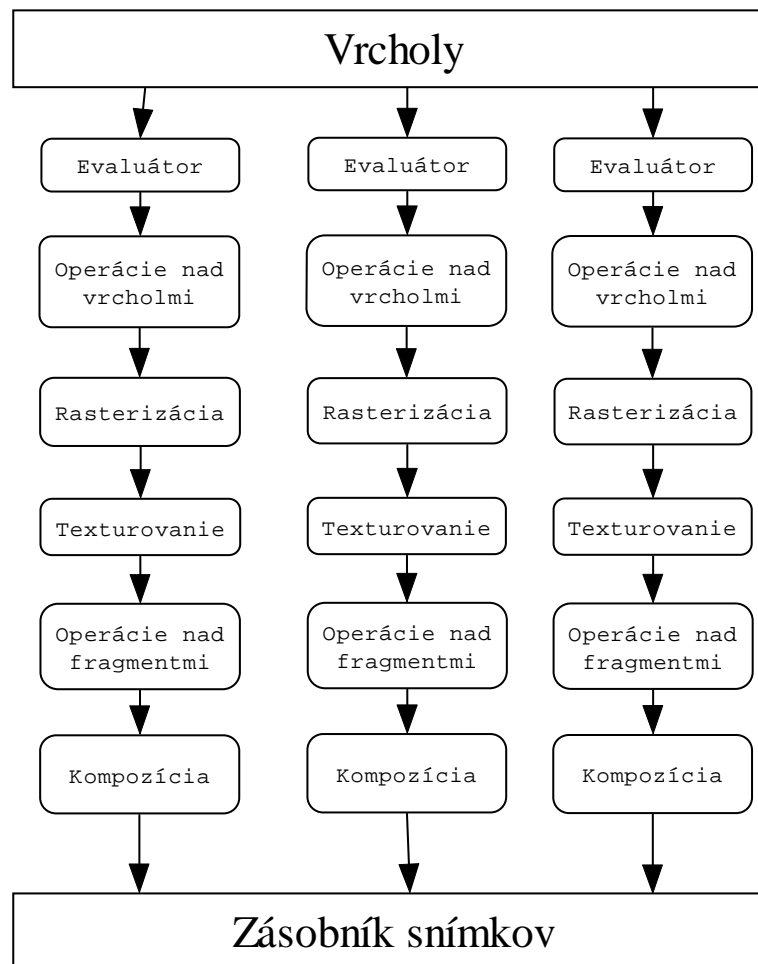 Vrcholy
Evaluátor
Evaluátor
Evaluátor
Operácie nad
vrcholmi
Operácie nad
vrcholmi
Operácie nad
vrcholmi
Rasterizácia
Rasterizácia
Rasterizácia
Texturovanie
Texturovanie
Texturovanie
Operácie nad
fragmentmi
Operácie nad
fragmentmi
Operácie nad
fragmentmi
Kompozícia
Kompozícia
Kompozícia
Zásobník snímkov